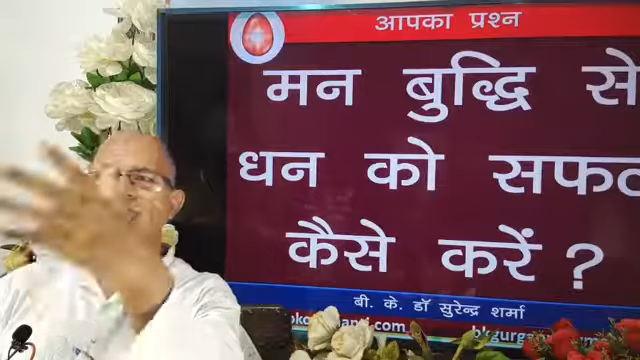 आपका प्रश्न
मन बुद्धि से
धन को
कैसे करें ?
बी. के. डॉ सुरेन्द्र शर्मा